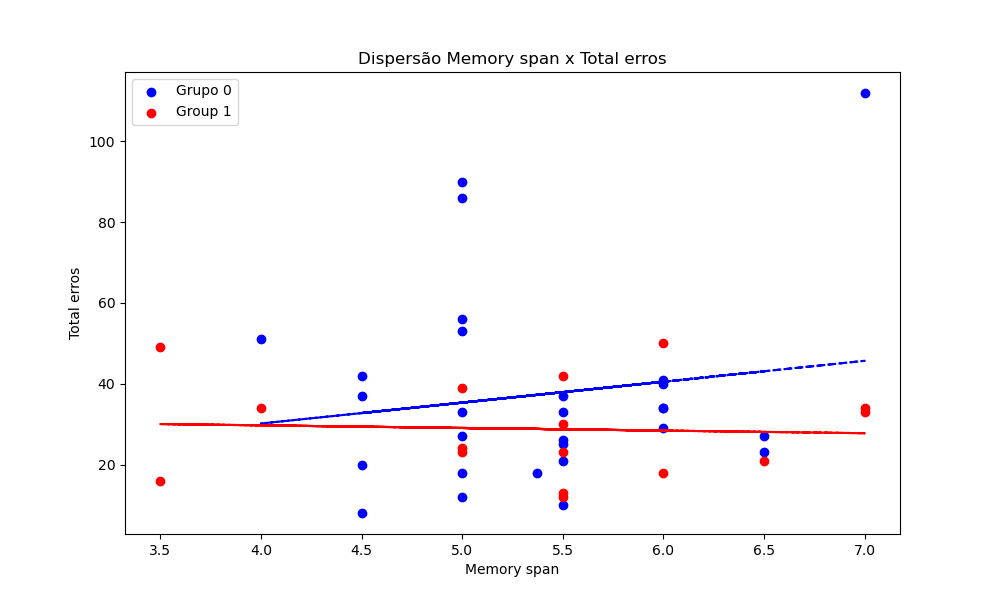 Dispersão Memory span x Total erros
Grupo 0
Group 1
Total erros
100
80
60
40
20
3.5 4.0 4.5 5.0 5.5 6.0 6.5 7.0
Memory span